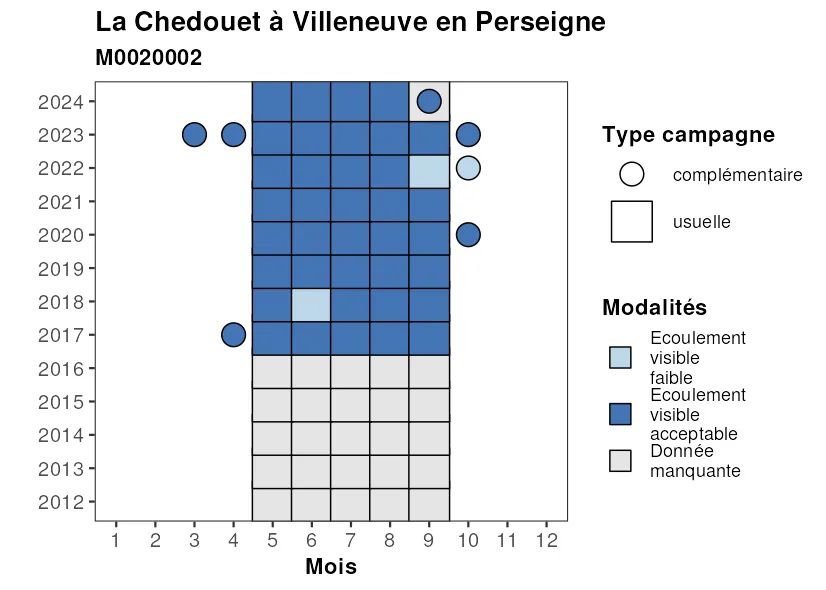 La Chedouet à Villeneuve en Perseigne
M0020002
2024
2023
2022
2021
2020
2019
2018
2017
2016
2015
2014
2013
2012
1 2 3 4 5 6 7 8 9 10 11 12
Mois
Type campagne
complémentaire
usuelle
Modalités
Ecoulement
visible
faible
Ecoulement
visible
acceptable
Donnée
manquante